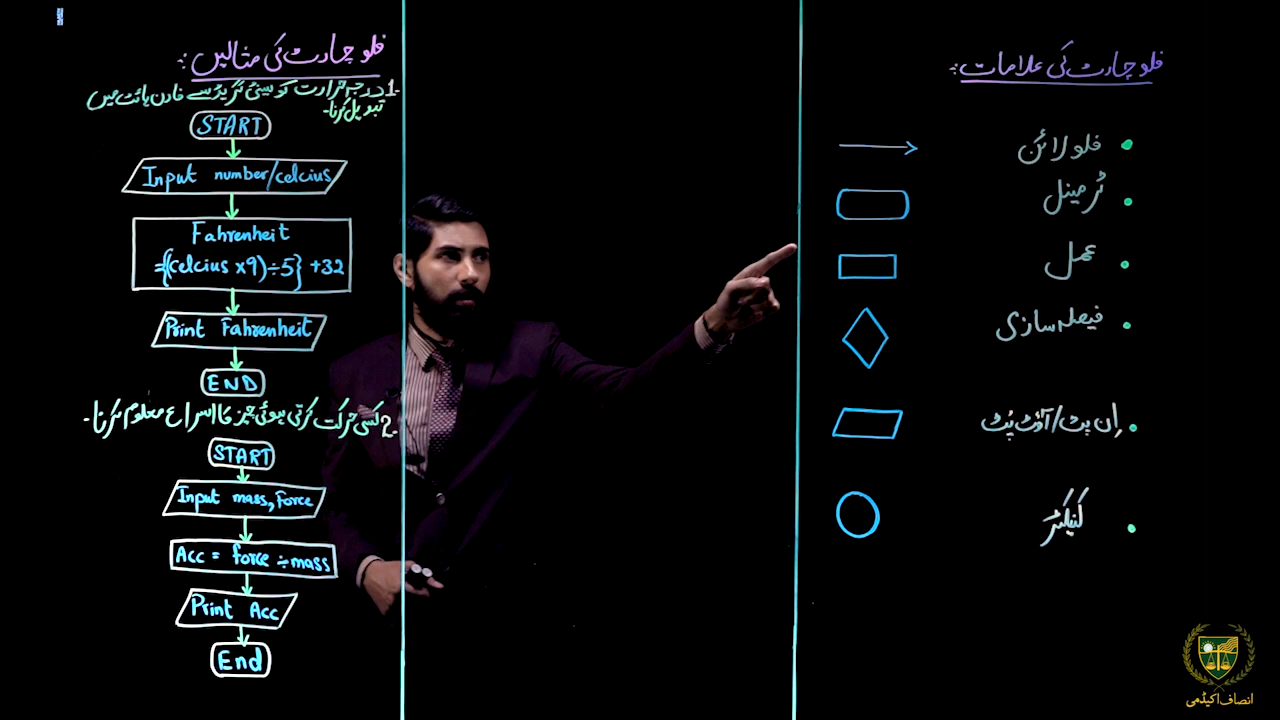 فلو چارٹ کی علامات :
فلو لائن
ٹرمینل
عمل
فیصلہ سازی
اِن پٹ/آؤٹ پُٹ
کنیکٹر
فلو چارٹ کی مثالیں :
1- درجہ حرارت کو سینٹی گریڈ سے فارن ہائٹ میں
تبدیل کرنا۔
START
Input number/celcius
Fahrenheit
={(celcius x9)÷5} +32
Print Fahrenheit
END
2- کسی حرکت کرتی ہوئی چیز کا اسراع معلوم کرنا۔
START
Input mass, Force
Acc = force ÷ mass
Print Acc
End
انصاف اکیڈمی